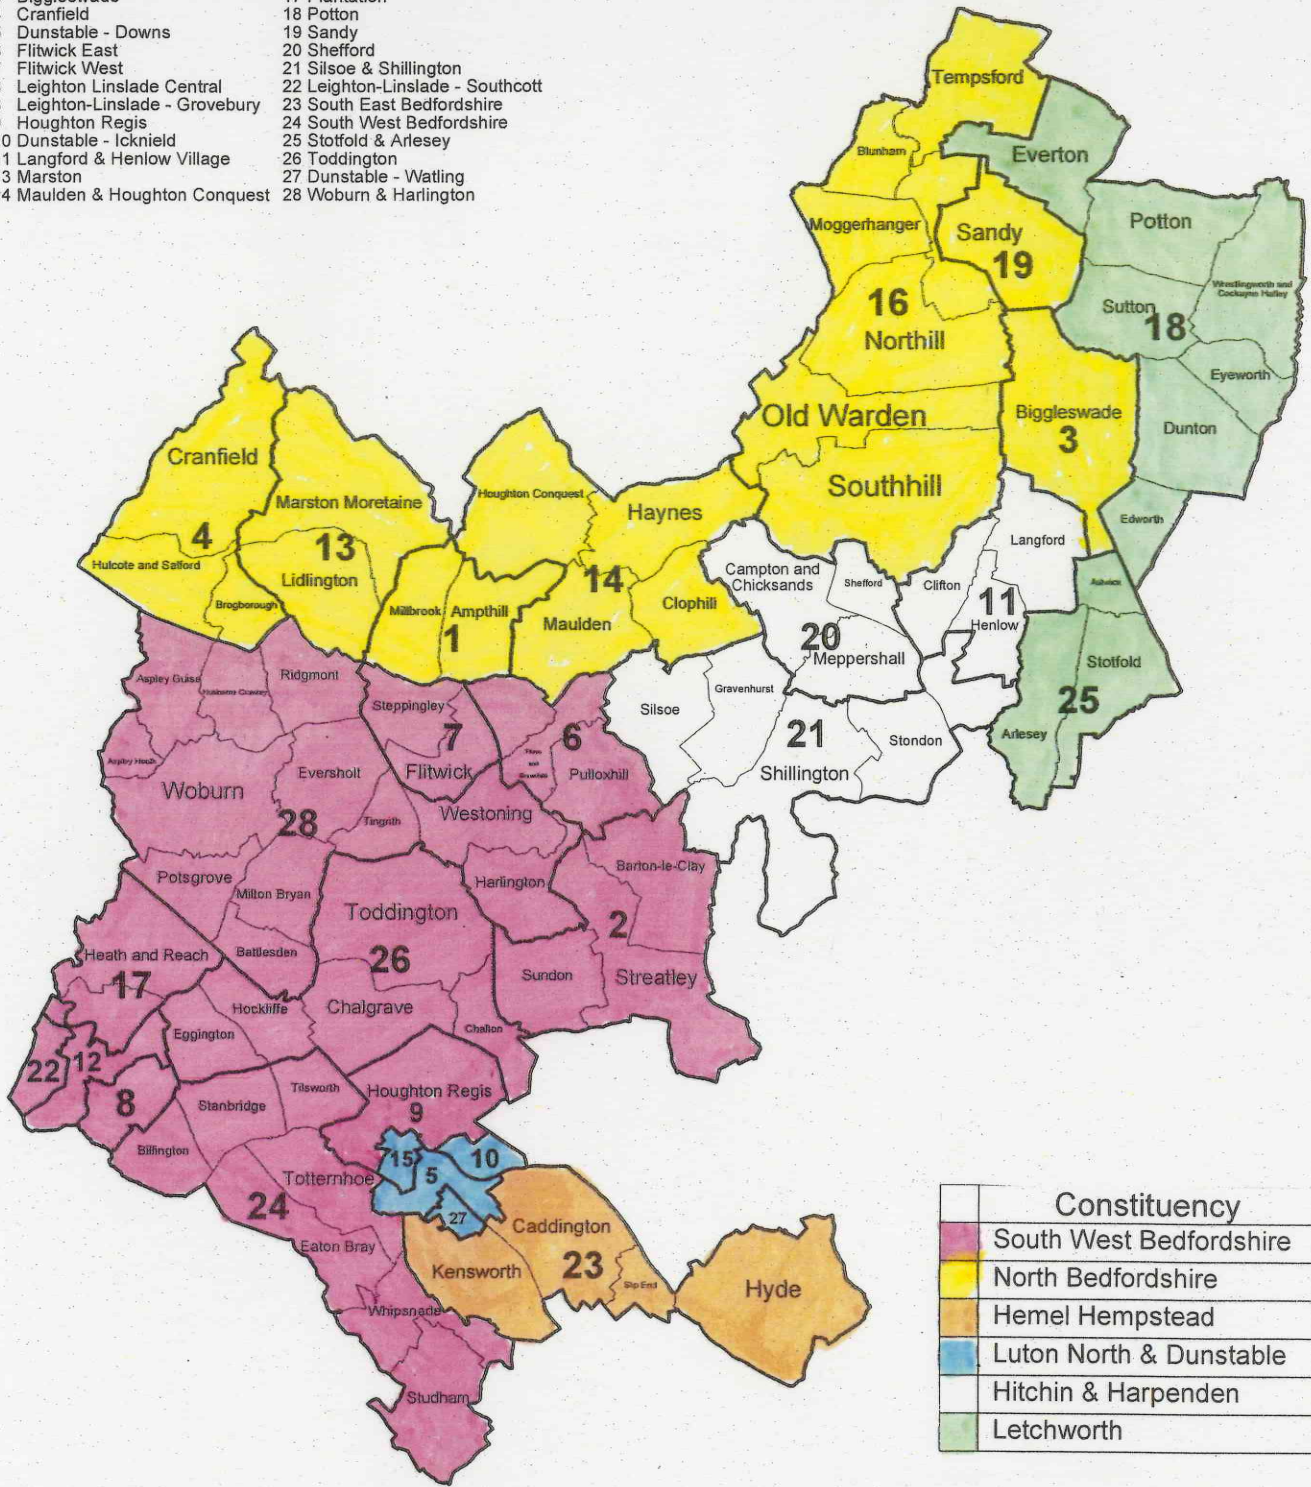 Cranfield
Dunstable - Downs
Flitwick East
Flitwick West
Leighton Linslade Central
Leighton-Linslade - Grovebury
Houghton Regis
0 Dunstable - Icknield
1 Langford & Henlow Village
3 Marston
4 Maulden & Houghton Conquest
18 Potton
19 Sandy
20 Shefford
21 Silsoe & Shillington
22 Leighton-Linslade - Southcott
23 South East Bedfordshire
24 South West Bedfordshire
25 Stotfold & Arlesey
26 Toddington
27 Dunstable - Watling
28 Woburn & Harlington
Tempsford
Blunham
Everton
Moggerhanger
Sandy
19
Potton
Wrestlingworth and
Cockayne Hatley
16
Northill
Sutton
18
Eyeworth
Old Warden
Biggleswade
3
Dunton
Southhill
Edworth
Cranfield
4
Hulcote and Salford
Brogborough
Marston Moretaine
13
Lidlington
Houghton Conquest
Haynes
14
Maulden
Clophill
Millbrook
Ampthill
1
Campton and
Chicksands
Shefford
20
Meppershall
Clifton
Langford
11
Henlow
Astwick
Stotfold
25
Arlesey
Silsoe
Gravenhurst
21
Shillington
Stondon
Aspley Guise
Husborne Crawley
Ridgmont
Aspley Heath
Woburn
Eversholt
28
Tingrith
Steppingley
7
Flitwick
6
Pulloxhill
Westoning
Harlington
Potsgrove
Milton Bryan
Battlesden
Toddington
26
Chalgrave
Chalton
Barton-le-Clay
2
Sundon
Streatley
Heath and Reach
17
Hockliffe
Eggington
22
12
8
Stanbridge
Tilsworth
Billington
Houghton Regis
9
15
5
10
27
Totternhoe
24
Eaton Bray
Whipsnade
Studham
Caddington
23
Kensworth
Slip End
Hyde
Constituency
South West Bedfordshire
North Bedfordshire
Hemel Hempstead
Luton North & Dunstable
Hitchin & Harpenden
Letchworth